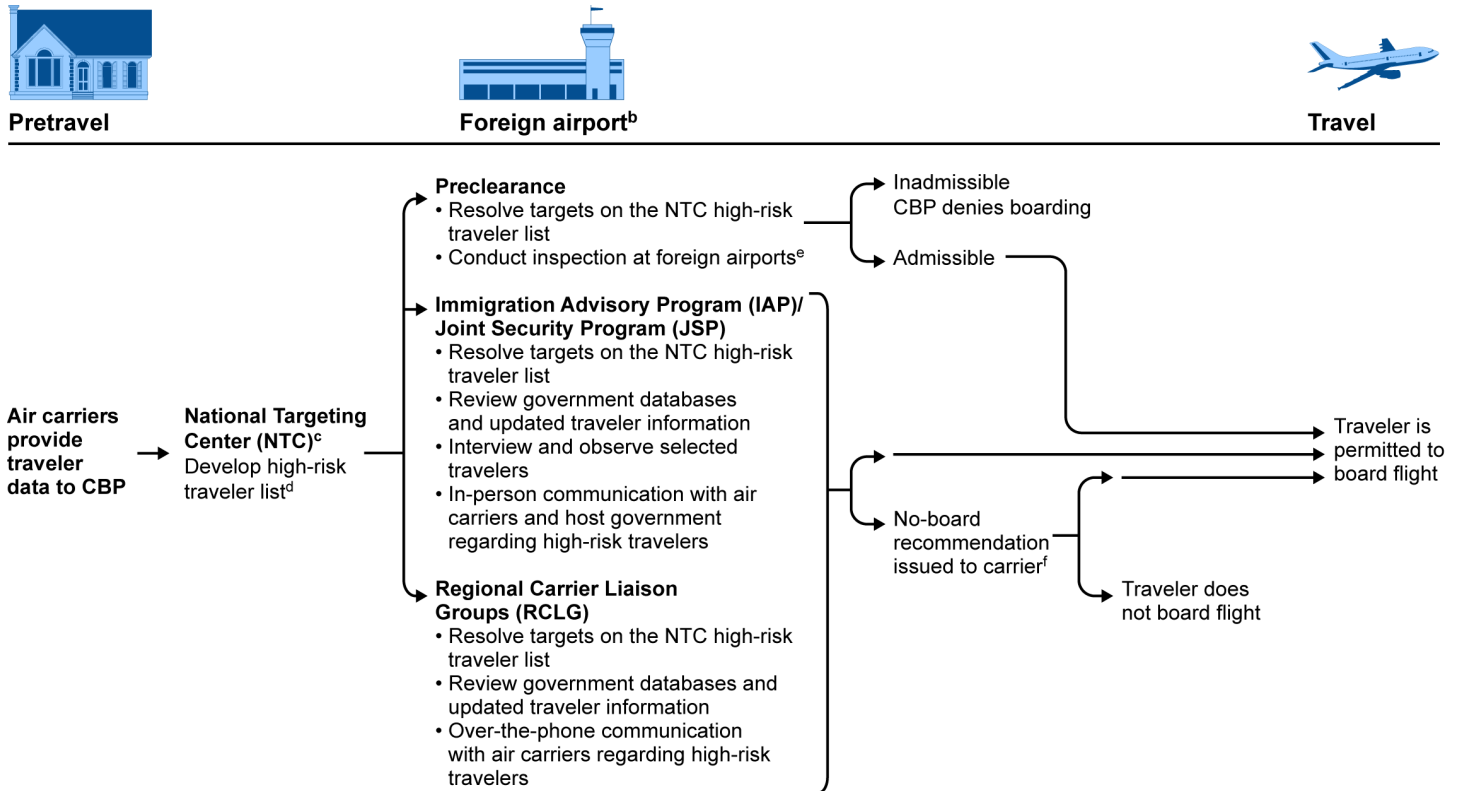 Pretravel
Foreign airportᵇ
Travel
Air carriers
provide
traveler
data to CBP
National Targeting
Center (NTC)ᶜ
Develop high-risk
traveler listᵈ
Preclearance
• Resolve targets on the NTC high-risk
traveler list
• Conduct inspection at foreign airportsᵉ
Immigration Advisory Program (IAP)/
Joint Security Program (JSP)
• Resolve targets on the NTC high-risk
traveler list
• Review government databases
and updated traveler information
• Interview and observe selected
travelers
• In-person communication with air
carriers and host government
regarding high-risk travelers
Regional Carrier Liaison
Groups (RCLG)
• Resolve targets on the NTC high-risk
traveler list
• Review government databases and
updated traveler information
• Over-the-phone communication
with air carriers regarding high-risk
travelers
Inadmissible
CBP denies boarding
Admissible
No-board
recommendation
issued to carrierᶠ
Traveler does
not board flight
Traveler is
permitted to
board flight